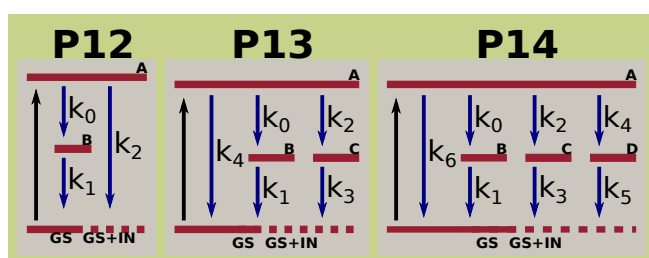 P12 P13 P14
A A A
k0 k2 k0 k2 k0 k2 k4
B k4 B C k6 B C D
k1 k1 k3 k1 k3 k5
GS GS+IN GS GS+IN GS GS+IN